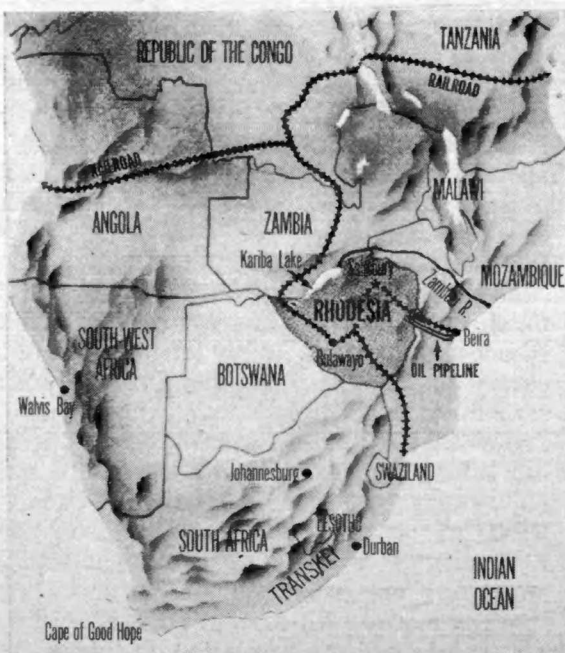 REPUBLIC OF THE CONGO
TANZANIA
RAILROAD
RAILROAD
MALAWI
ANGOLA
ZAMBIA
Kariba Lake
Salisbury
MOZAMBIQUE
Zambezi R.
RHODESIA
Beira
SOUTH-WEST
AFRICA
Bulawayo
OIL PIPELINE
BOTSWANA
Walvis Bay
Johannesburg
SWAZILAND
LESOTHO
SOUTH AFRICA
Durban
TRANSKEI
INDIAN
OCEAN
Cape of Good Hope